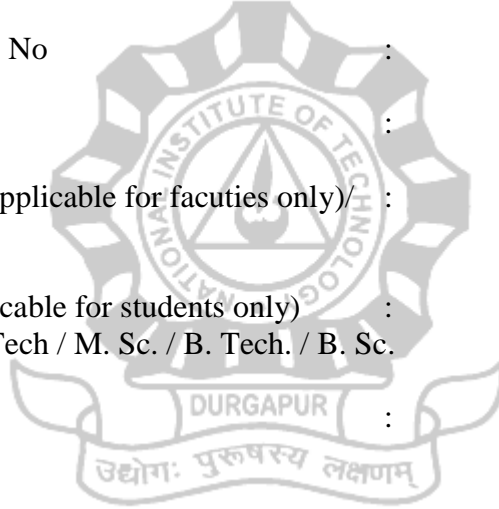 No :
:
pplicable for facuties only)/ :
cable for students only) :
Tech / M. Sc. / B. Tech. / B. Sc.
:
NATIONAL INSTITUTE OF TECHNOLOGY
DURGAPUR
उद्योगः पुरूषस्य लक्षणम्